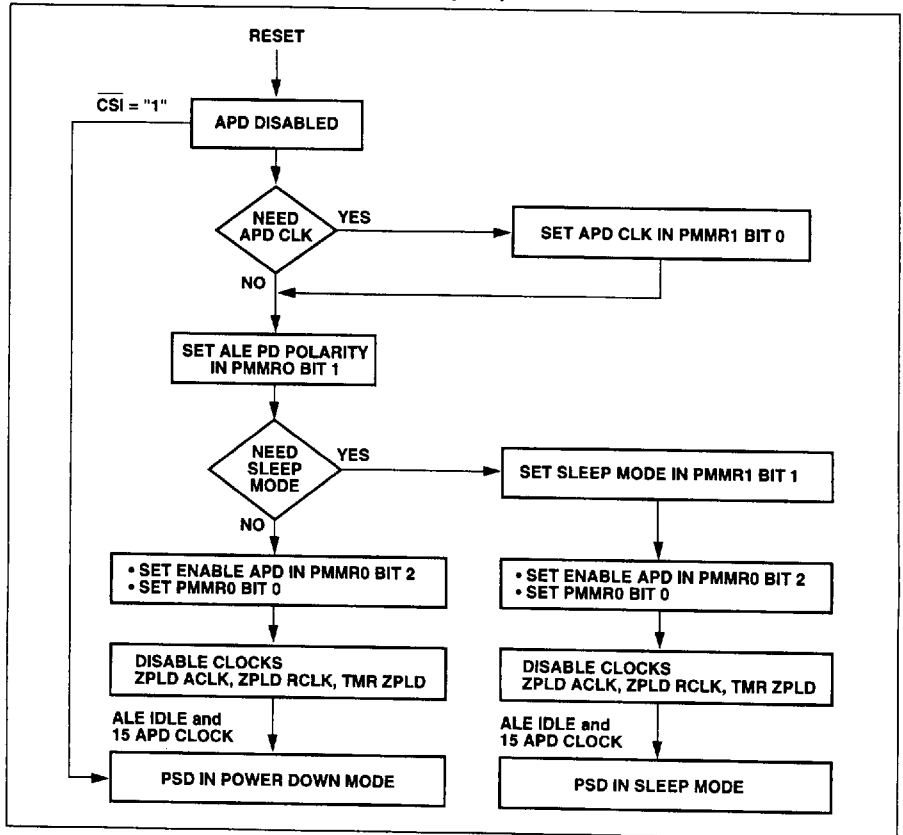 RESET
CSI = "1"
APD DISABLED
NEED
APD CLK
YES
SET APD CLK IN PMMR1 BIT 0
NO
SET ALE PD POLARITY
IN PMMRO BIT 1
NEED
SLEEP
MODE
YES
SET SLEEP MODE IN PMMR1 BIT 1
NO
• SET ENABLE APD IN PMMR0 BIT 2
• SET PMMR0 BIT 0
• SET ENABLE APD IN PMMR0 BIT 2
• SET PMMR0 BIT 0
DISABLE CLOCKS
ZPLD ACLK, ZPLD RCLK, TMR ZPLD
DISABLE CLOCKS
ZPLD ACLK, ZPLD RCLK, TMR ZPLD
ALE IDLE and
15 APD CLOCK
ALE IDLE and
15 APD CLOCK
PSD IN POWER DOWN MODE
PSD IN SLEEP MODE